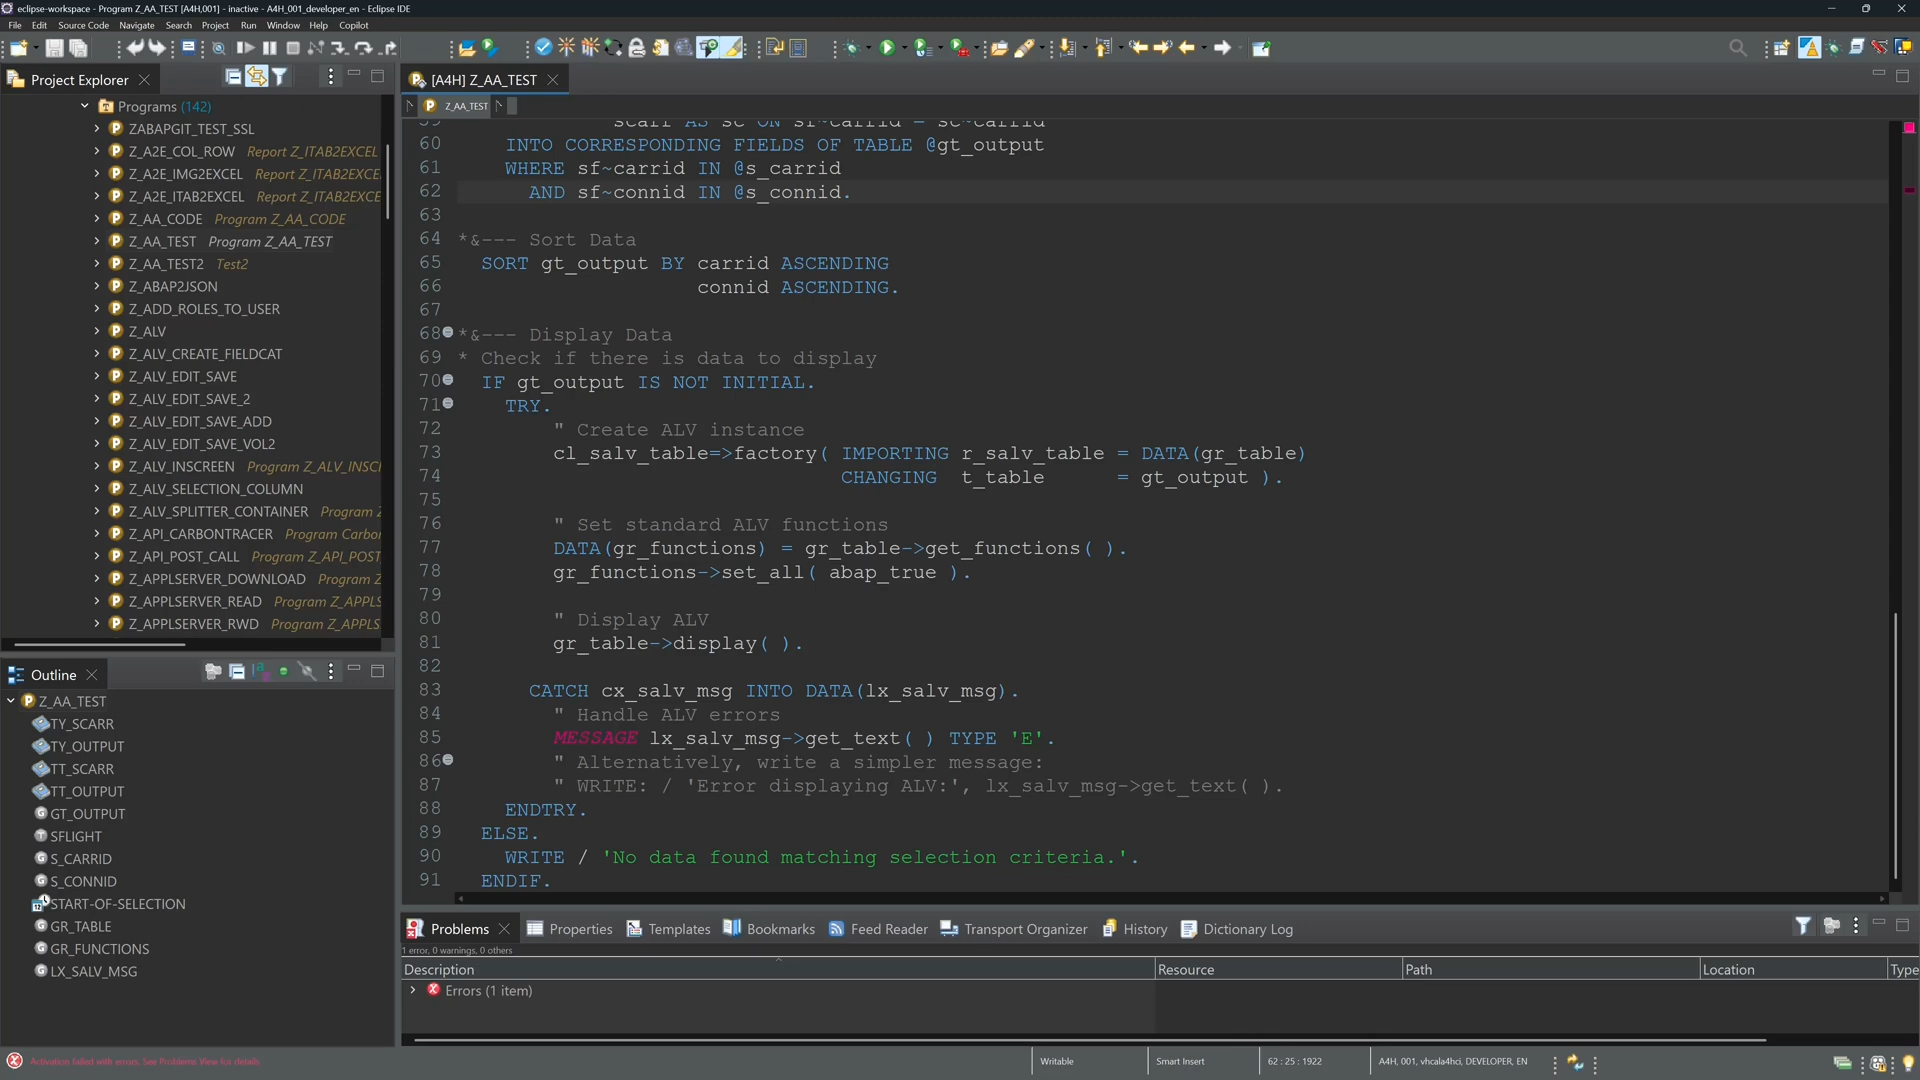 eclipse-workspace - Program Z_AA_TEST [A4H,001] - inactive - A4H_001_developer_en - Eclipse IDE
File Edit Source Code Navigate Search Project Run Window Help Copilot
Project Explorer
Programs (142)
ZABAPGIT_TEST_SSL
Z_A2E_COL_ROW Report Z_ITAB2EXCEL
Z_A2E_IMG2EXCEL Report Z_ITAB2EXCE
Z_A2E_ITAB2EXCEL Report Z_ITAB2EXCE
Z_AA_CODE Program Z_AA_CODE
Z_AA_TEST Program Z_AA_TEST
Z_AA_TEST2 Test2
Z_ABAP2JSON
Z_ADD_ROLES_TO_USER
Z_ALV
Z_ALV_CREATE_FIELDCAT
Z_ALV_EDIT_SAVE
Z_ALV_EDIT_SAVE_2
Z_ALV_EDIT_SAVE_ADD
Z_ALV_EDIT_SAVE_VOL2
Z_ALV_INSCREEN Program Z_ALV_INSC
Z_ALV_SELECTION_COLUMN
Z_ALV_SPLITTER_CONTAINER Program Z
Z_API_CARBONTRACER Program Carbo
Z_API_POST_CALL Program Z_API_POST
Z_APPLSERVER_DOWNLOAD Program Z
Z_APPLSERVER_READ Program Z_APPLS
Z_APPLSERVER_RWD Program Z_APPLS
Outline
Z_AA_TEST
TY_SCARR
TY_OUTPUT
TT_SCARR
TT_OUTPUT
GT_OUTPUT
SFLIGHT
S_CARRID
S_CONNID
START-OF-SELECTION
GR_TABLE
GR_FUNCTIONS
LX_SALV_MSG
[A4H] Z_AA_TEST
Z_AA_TEST
59 scarr AS sc ON sf~carrid = sc~carrid
60 INTO CORRESPONDING FIELDS OF TABLE @gt_output
61 WHERE sf~carrid IN @s_carrid
62 AND sf~connid IN @s_connid.
63
64 *&--- Sort Data
65 SORT gt_output BY carrid ASCENDING
66 connid ASCENDING.
67
68 *&--- Display Data
69 * Check if there is data to display
70 IF gt_output IS NOT INITIAL.
71 TRY.
72 " Create ALV instance
73 cl_salv_table=>factory( IMPORTING r_salv_table = DATA(gr_table)
74 CHANGING t_table = gt_output ).
75
76 " Set standard ALV functions
77 DATA(gr_functions) = gr_table->get_functions( ).
78 gr_functions->set_all( abap_true ).
79
80 " Display ALV
81 gr_table->display( ).
82
83 CATCH cx_salv_msg INTO DATA(lx_salv_msg).
84 " Handle ALV errors
85 MESSAGE lx_salv_msg->get_text( ) TYPE 'E'.
86 " Alternatively, write a simpler message:
87 " WRITE: / 'Error displaying ALV:', lx_salv_msg->get_text( ).
88 ENDTRY.
89 ELSE.
90 WRITE / 'No data found matching selection criteria.'.
91 ENDIF.
Problems Properties Templates Bookmarks Feed Reader Transport Organizer History Dictionary Log
1 error, 0 warnings, 0 others
Description Resource Path Location Type
Errors (1 item)
Activation failed with errors. See Problems View for details
Writable Smart Insert 62 : 25 : 1922 A4H, 001, vhcala4hci, DEVELOPER, EN